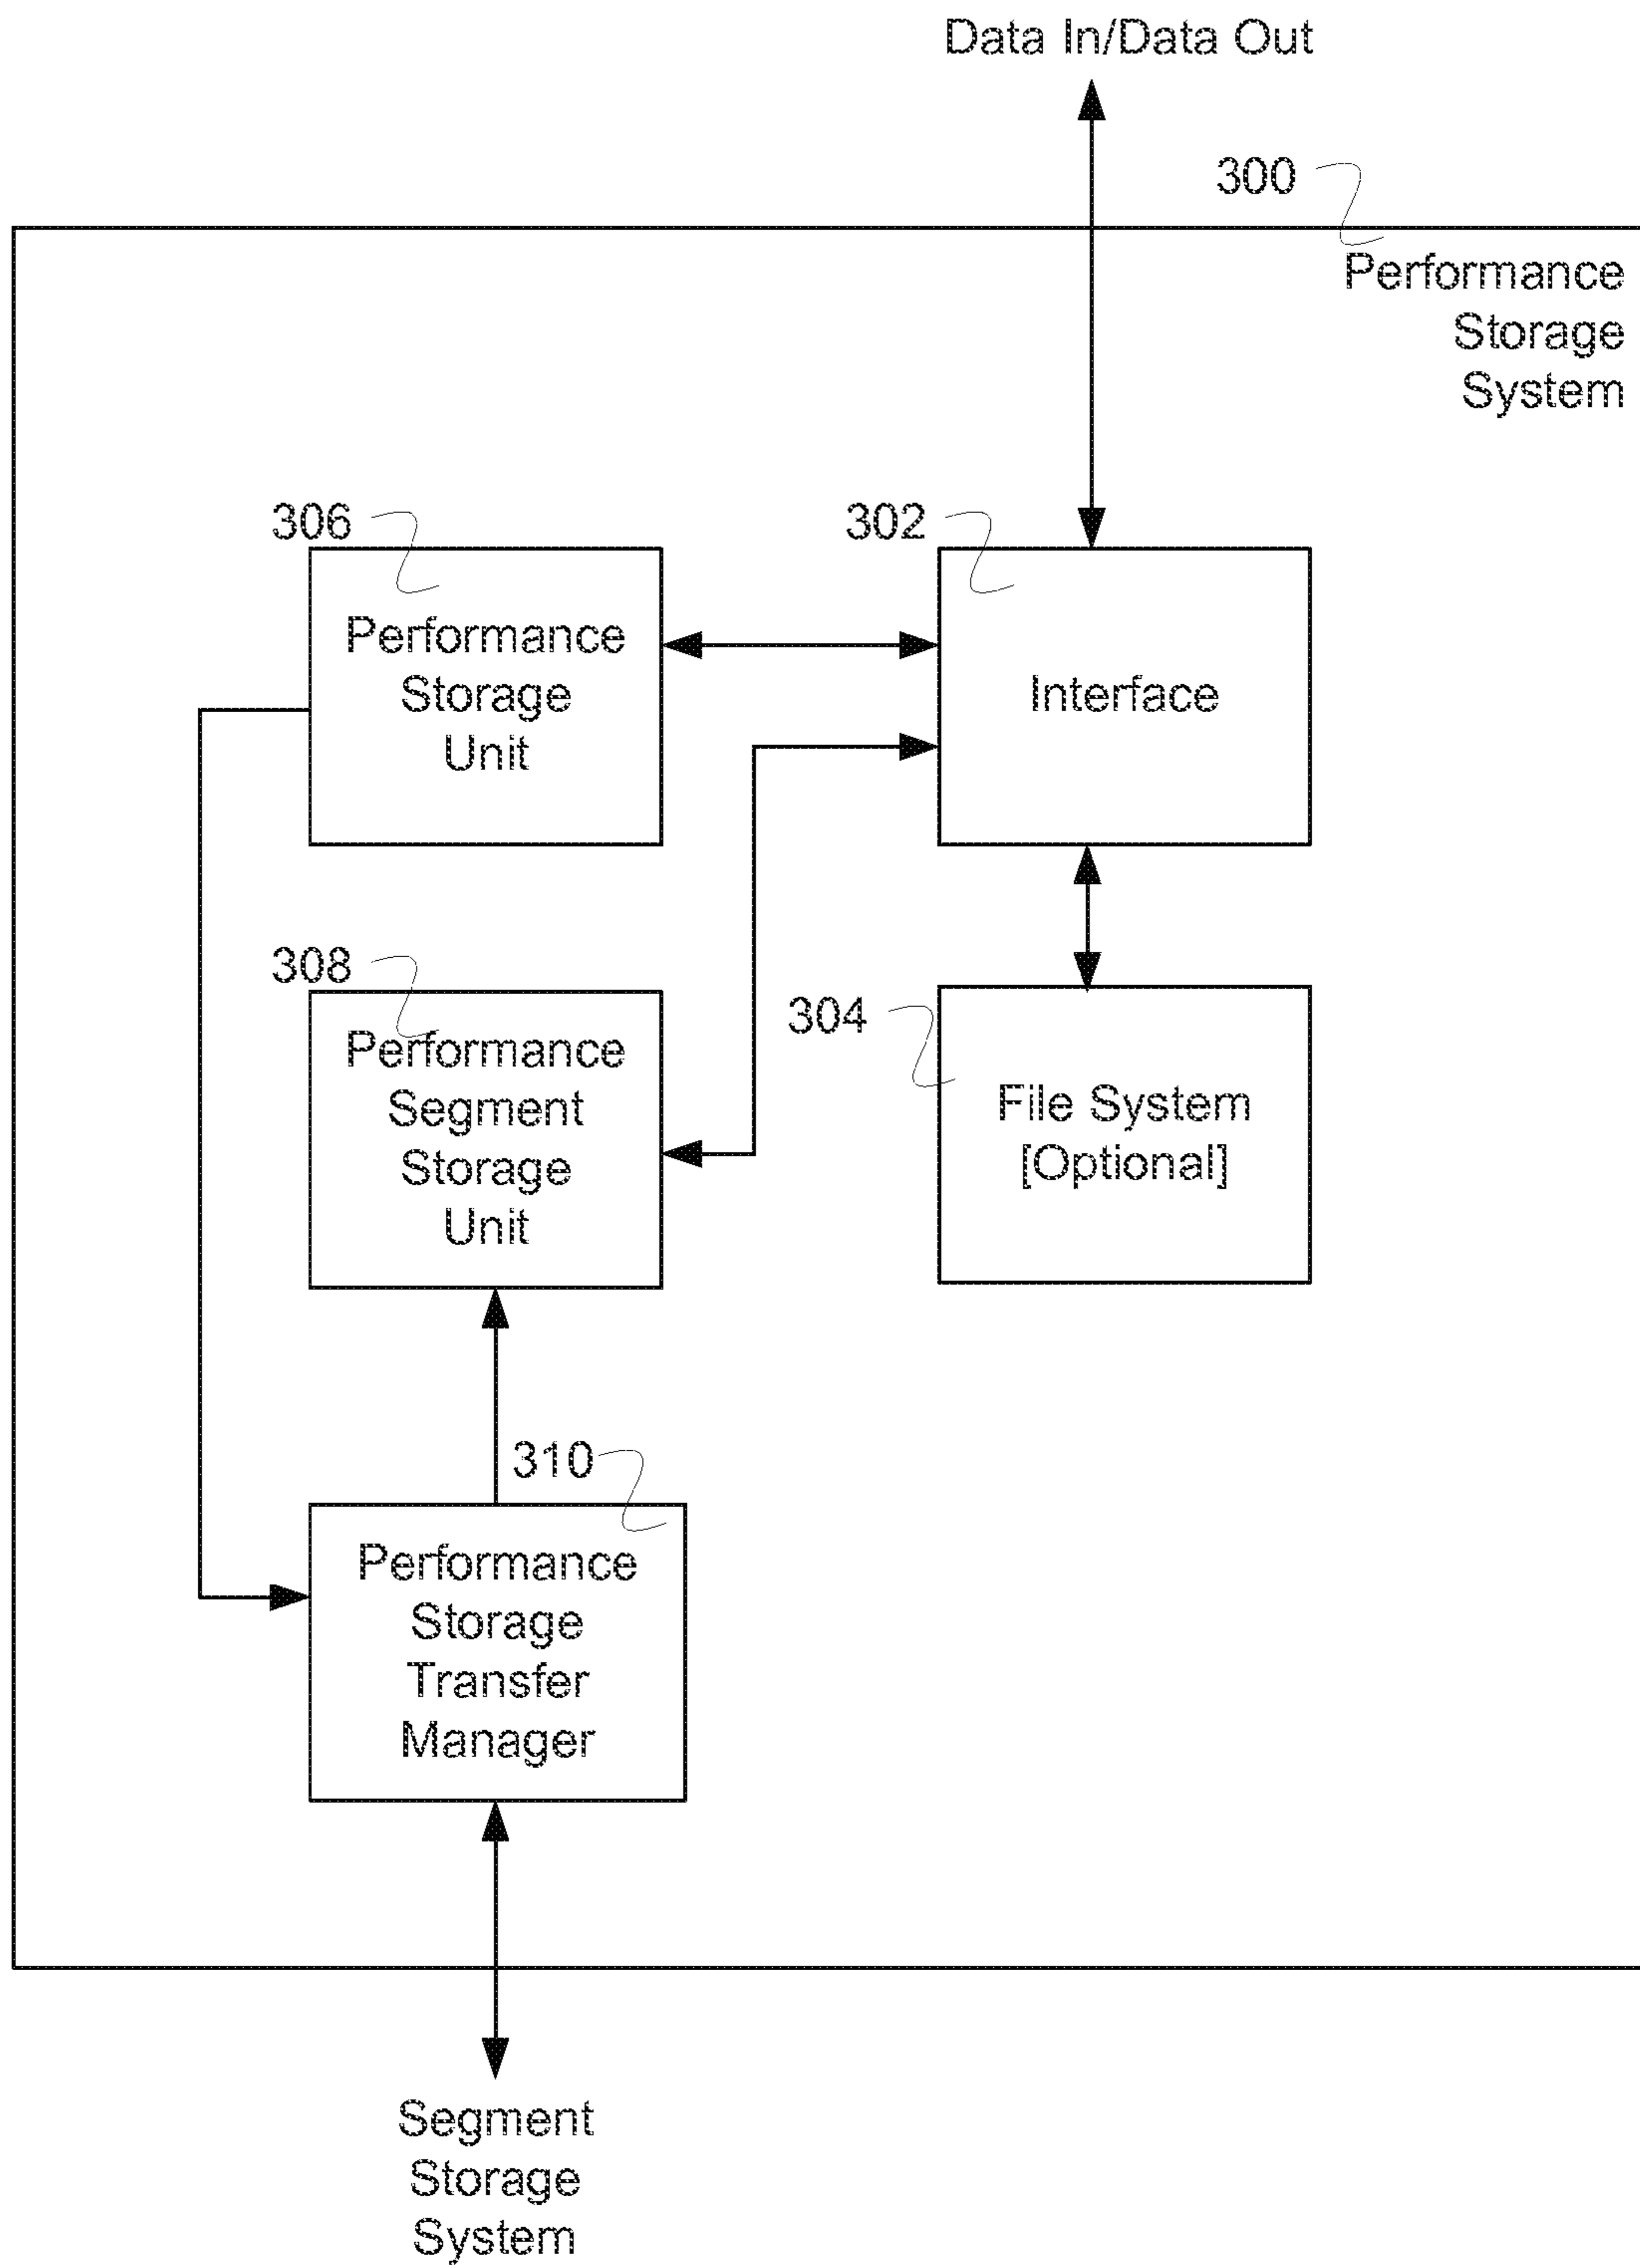 Data In/Data Out
300
Performance
Storage
System
306
302
Performance
Storage
Unit
Interface
308
304
Performance
Segment
Storage
Unit
File System
[Optional]
310
Performance
Storage
Transfer
Manager
Segment
Storage
System